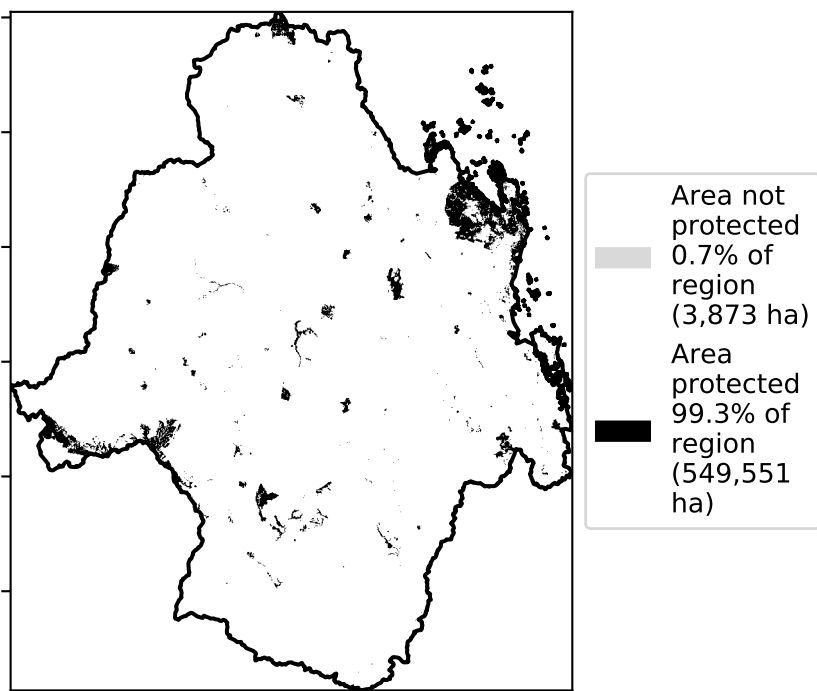 Area not
protected
0.7% of
region
(3,873 ha)
Area
protected
99.3% of
region
(549,551
ha)